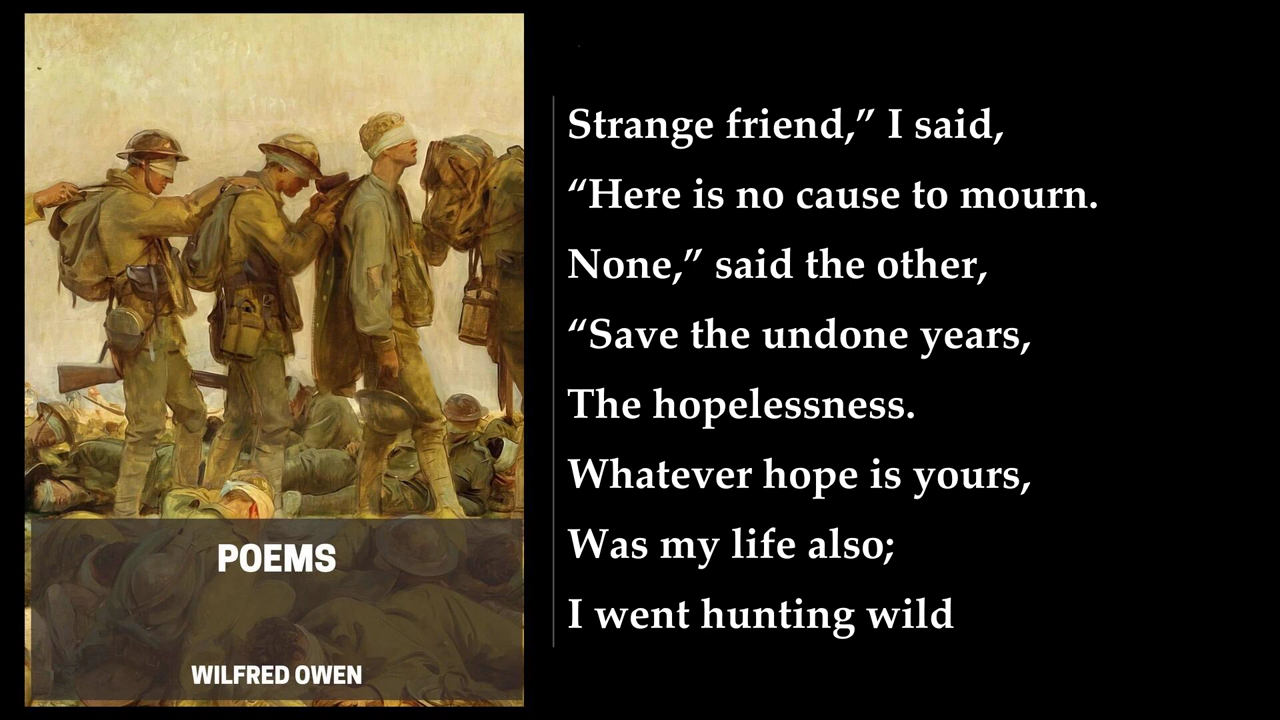 Strange friend,” I said,
“Here is no cause to mourn.
None,” said the other,
“Save the undone years,
The hopelessness.
Whatever hope is yours,
Was my life also;
I went hunting wild
POEMS
WILFRED OWEN